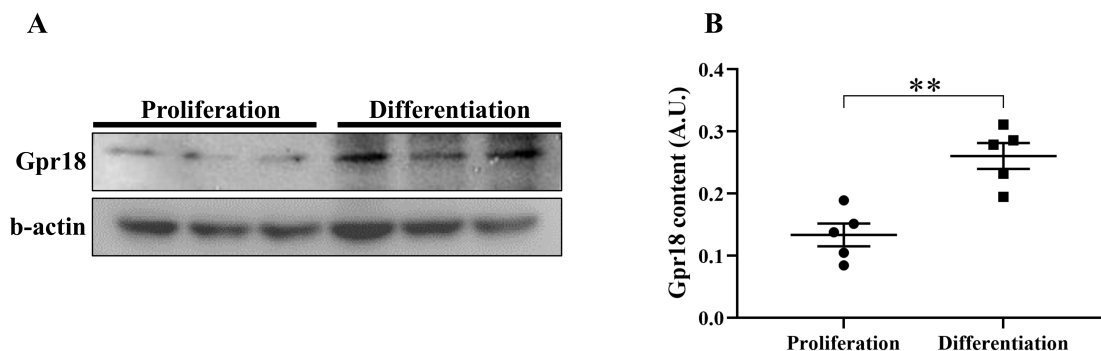 A
Proliferation Differentiation
Gpr18
b-actin
B
Gpr18 content (A.U.)
0.4
0.3
0.2
0.1
0.0
**
Proliferation Differentiation